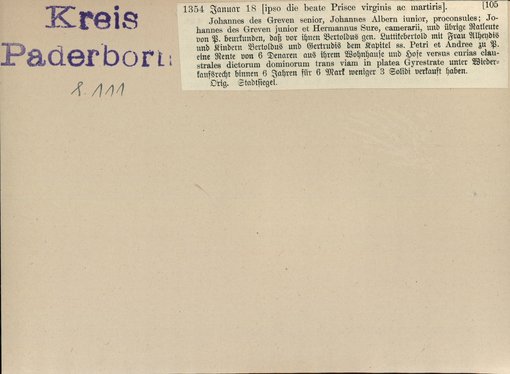 Kreis
Paderborn
S. 111
1354 Januar 18 [ipso die beate Prisce virginis ac martiris]. [105
Johannes des Greven senior, Johannes Albern iunior, proconsules; Jo-
hannes des Greven junior et Hermannus Sure, camerarii, und übrige Ratleute
von P. beurkunden, daß vor ihnen Bertoldus gen. Luttikebertold mit Frau Alheydis
und Kindern Bertoldus und Gertrudis dem Kapitel ss. Petri et Andree zu P.
eine Rente von 6 Denaren aus ihrem Wohnhause und Hofe versus curias clau-
strales dictorum dominorum trans viam in platea Gyrestrate unter Wieder-
kaufsrecht binnen 6 Jahren für 6 Mark weniger 3 Solidi verkauft haben.
Orig. Stadtsiegel.